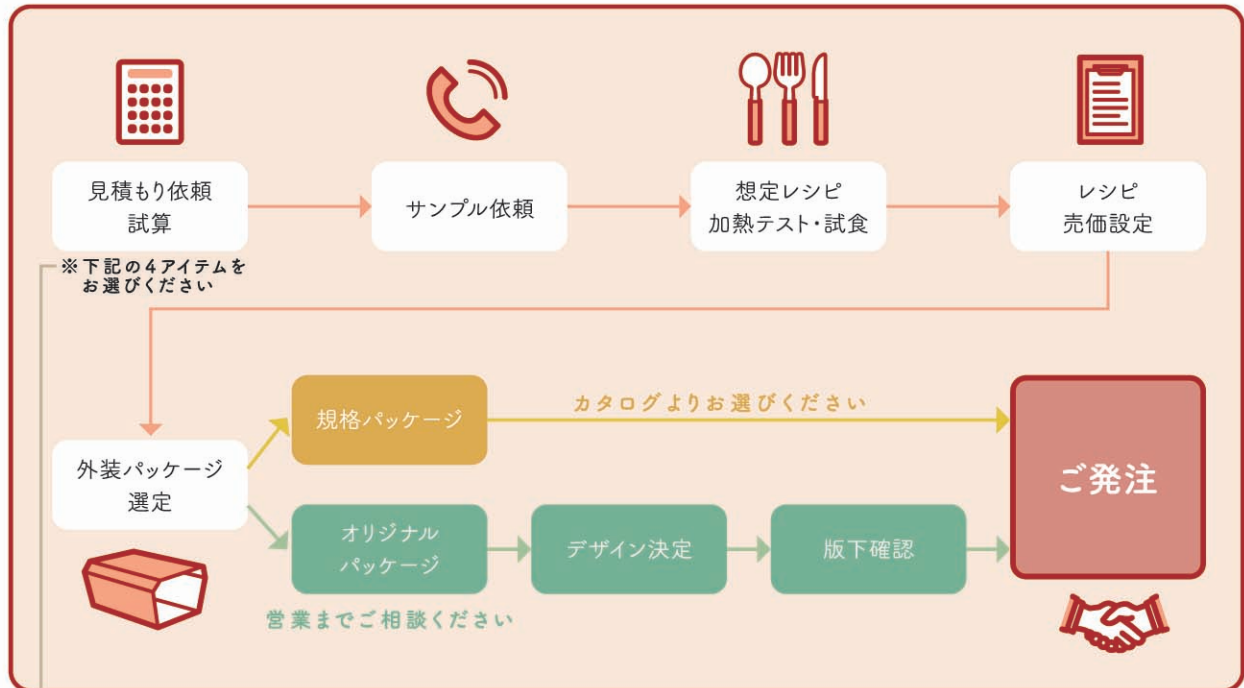 見積もり依頼
試算
サンプル依頼
想定レシピ
加熱テスト・試食
レシピ
売価設定
※下記の4アイテムを
お選びください
外装パッケージ
選定
規格パッケージ
カタログよりお選びください
オリジナル
パッケージ
営業までご相談ください
デザイン決定
版下確認
ご発注